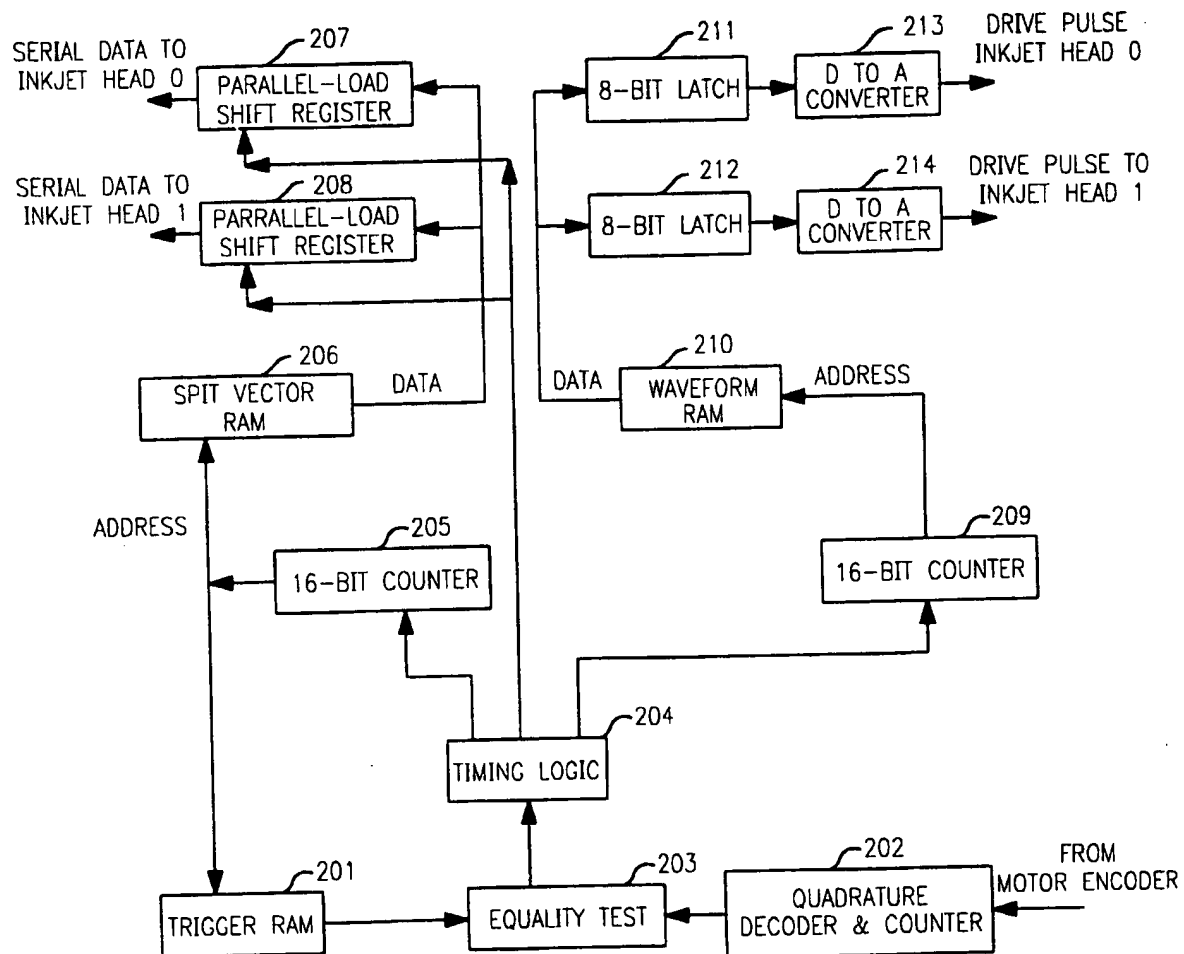 SERIAL DATA TO
INKJET HEAD 0
207
PARALLEL-LOAD
SHIFT REGISTER
211
8-BIT LATCH
213
D TO A
CONVERTER
DRIVE PULSE
INKJET HEAD 0
SERIAL DATA TO
INKJET HEAD 1
208
PARRALLEL-LOAD
SHIFT REGISTER
212
8-BIT LATCH
214
D TO A
CONVERTER
DRIVE PULSE TO
INKJET HEAD 1
206
SPIT VECTOR
RAM
DATA
DATA
210
WAVEFORM
RAM
ADDRESS
ADDRESS
205
16-BIT COUNTER
209
16-BIT COUNTER
204
TIMING LOGIC
201
TRIGGER RAM
203
EQUALITY TEST
202
QUADRATURE
DECODER & COUNTER
FROM
MOTOR ENCODER